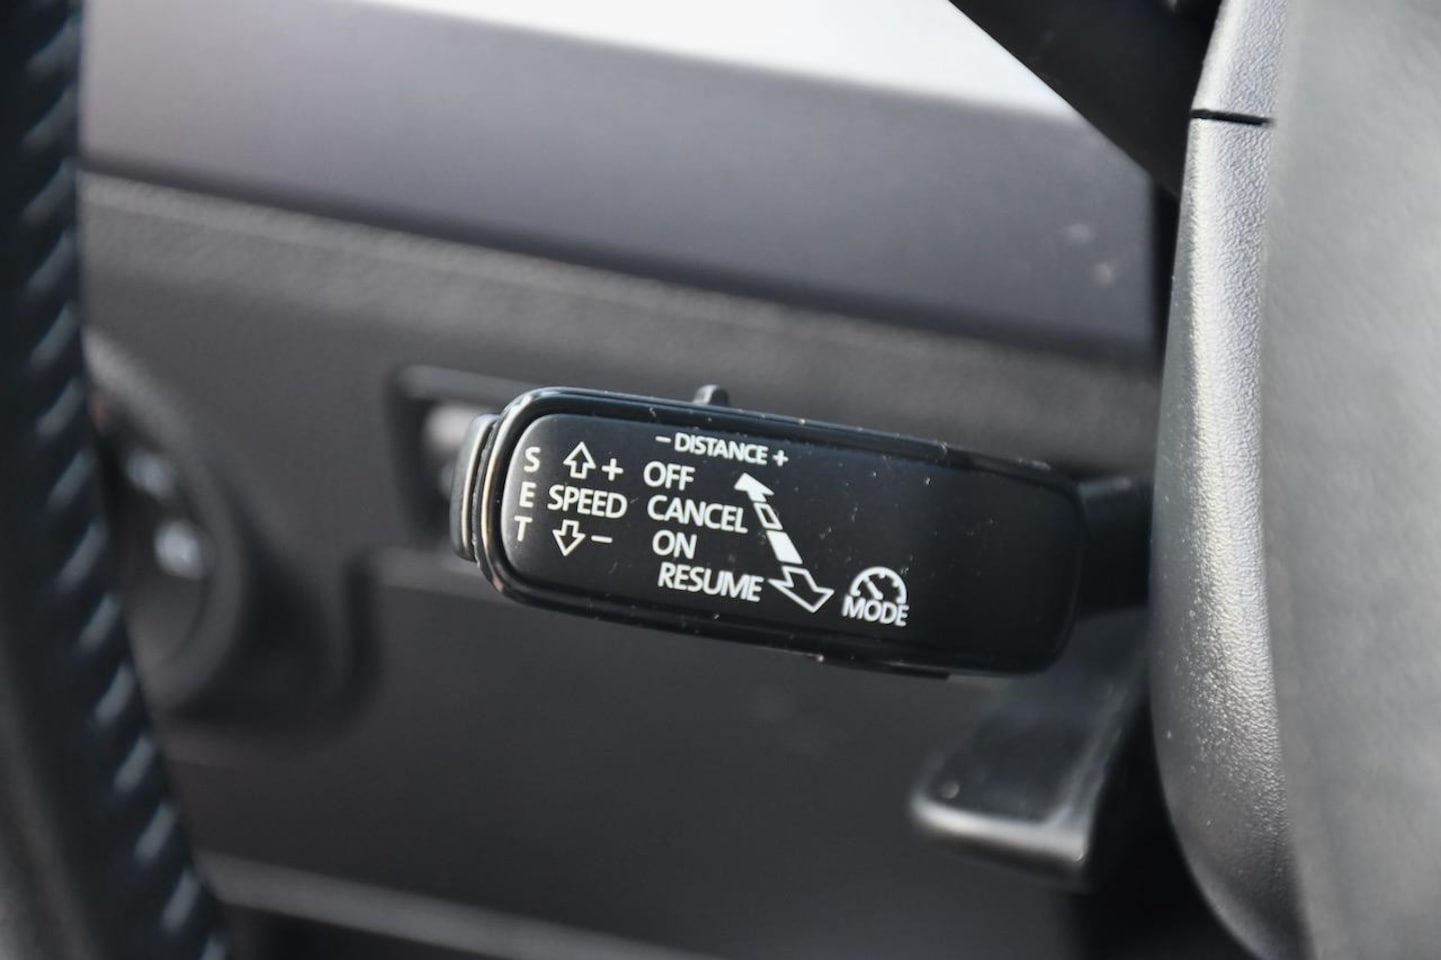 - DISTANCE +
S + OFF
E SPEED CANCEL
T - ON
RESUME
MODE